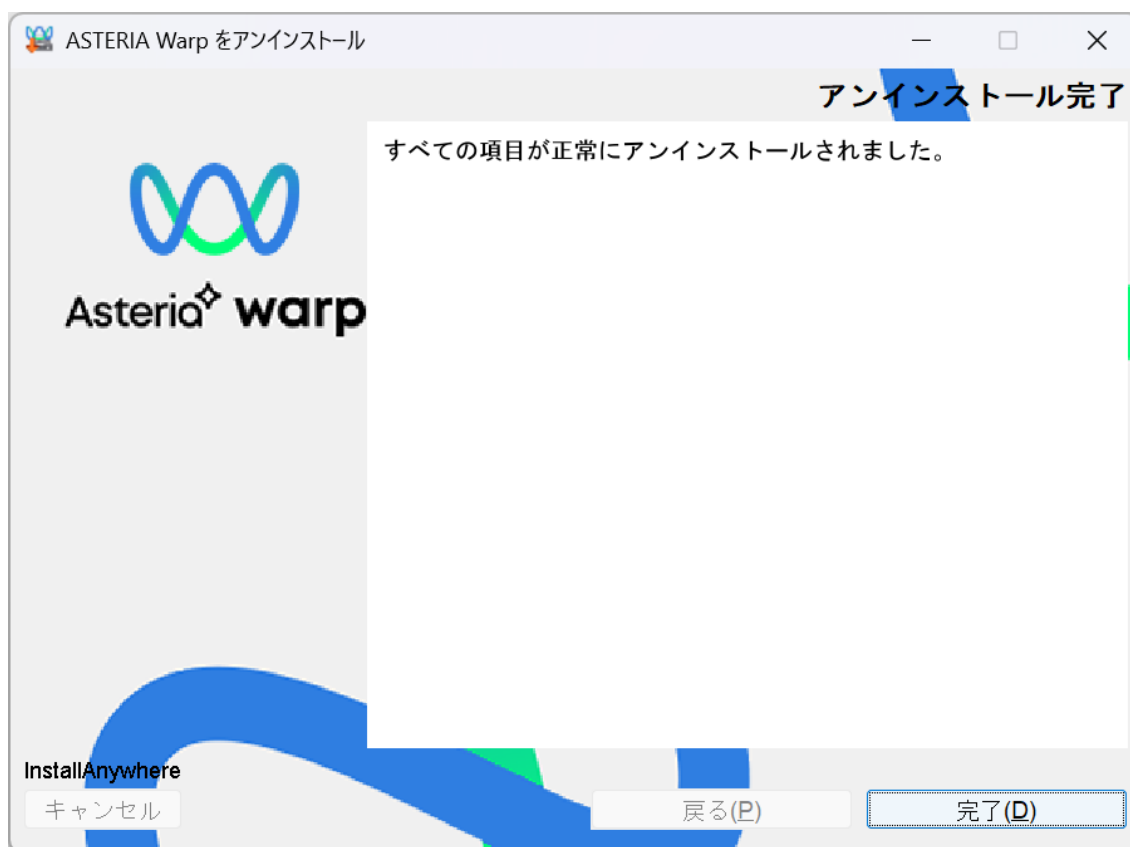 ASTERIA Warp をアンインストール
アンインストール完了
すべての項目が正常にアンインストールされました。
Asteria warp
InstallAnywhere
キャンセル
戻る(P)
完了(D)